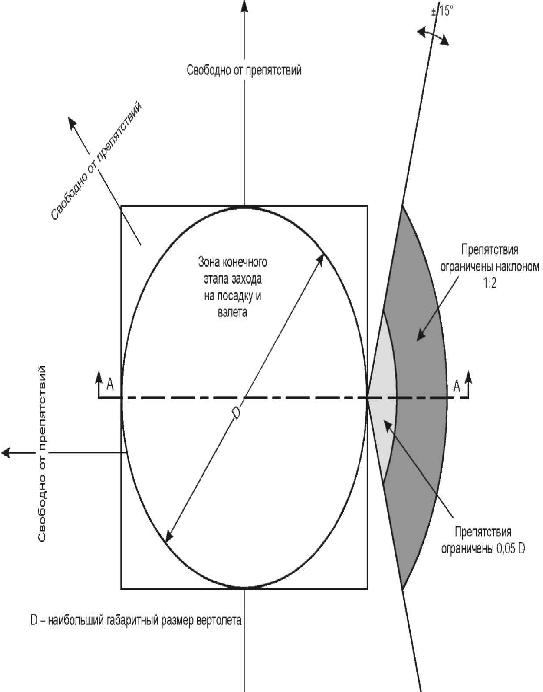 ± 15°
Свободно от препятствий
Свободно от препятствий
Зона конечного
этапа захода
на посадку и
взлета
Препятствия
ограничены наклоном
1:2
A
A
D
Свободно от препятствий
Препятствия
ограничены 0,05 D
D – наибольший габаритный размер вертолета